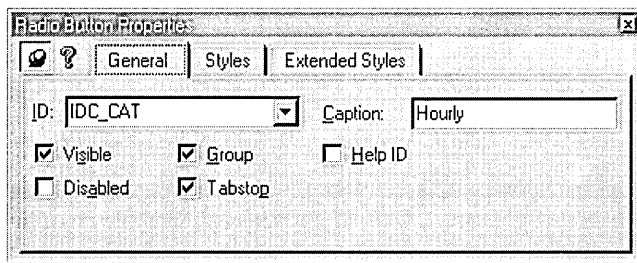 Radio Button Properties
General Styles Extended Styles
ID: IDC_CAT Caption: Hourly
Visible Group Help ID
Disabled Tabstop